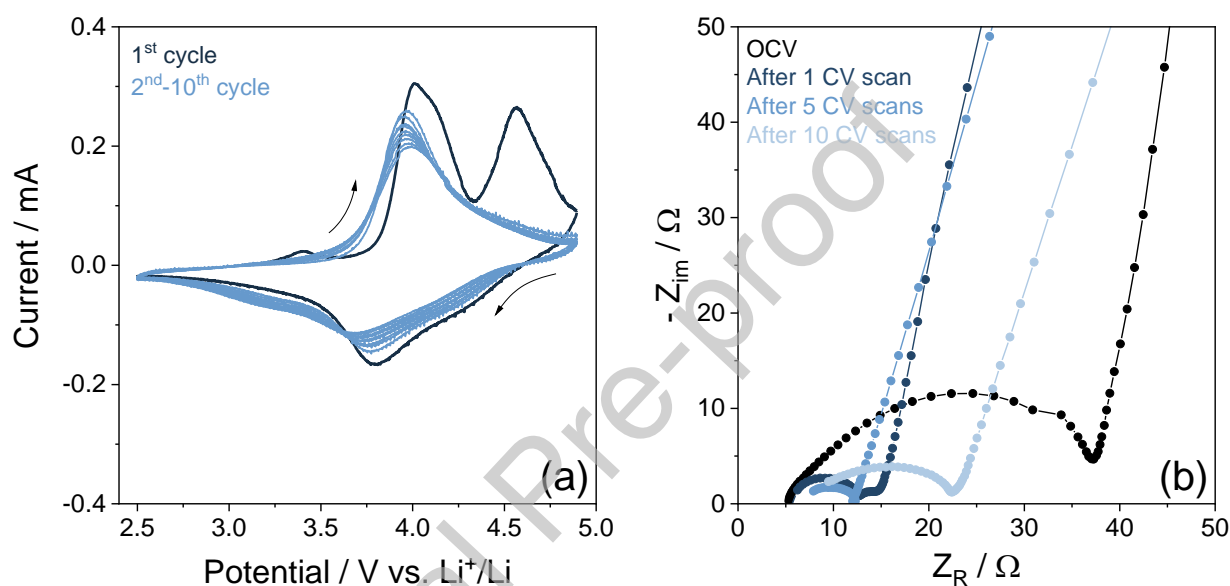 0.4
0.2
0.0
-0.2
-0.4
Current / mA
1st cycle
2nd-10th cycle
(a)
2.5 3.0 3.5 4.0 4.5 5.0
Potential / V vs. Li+/Li
50
40
30
20
10
0
- Zim / Ω
OCV
After 1 CV scan
After 5 CV scans
After 10 CV scans
(b)
0 10 20 30 40 50
ZR / Ω
al Pre-proof